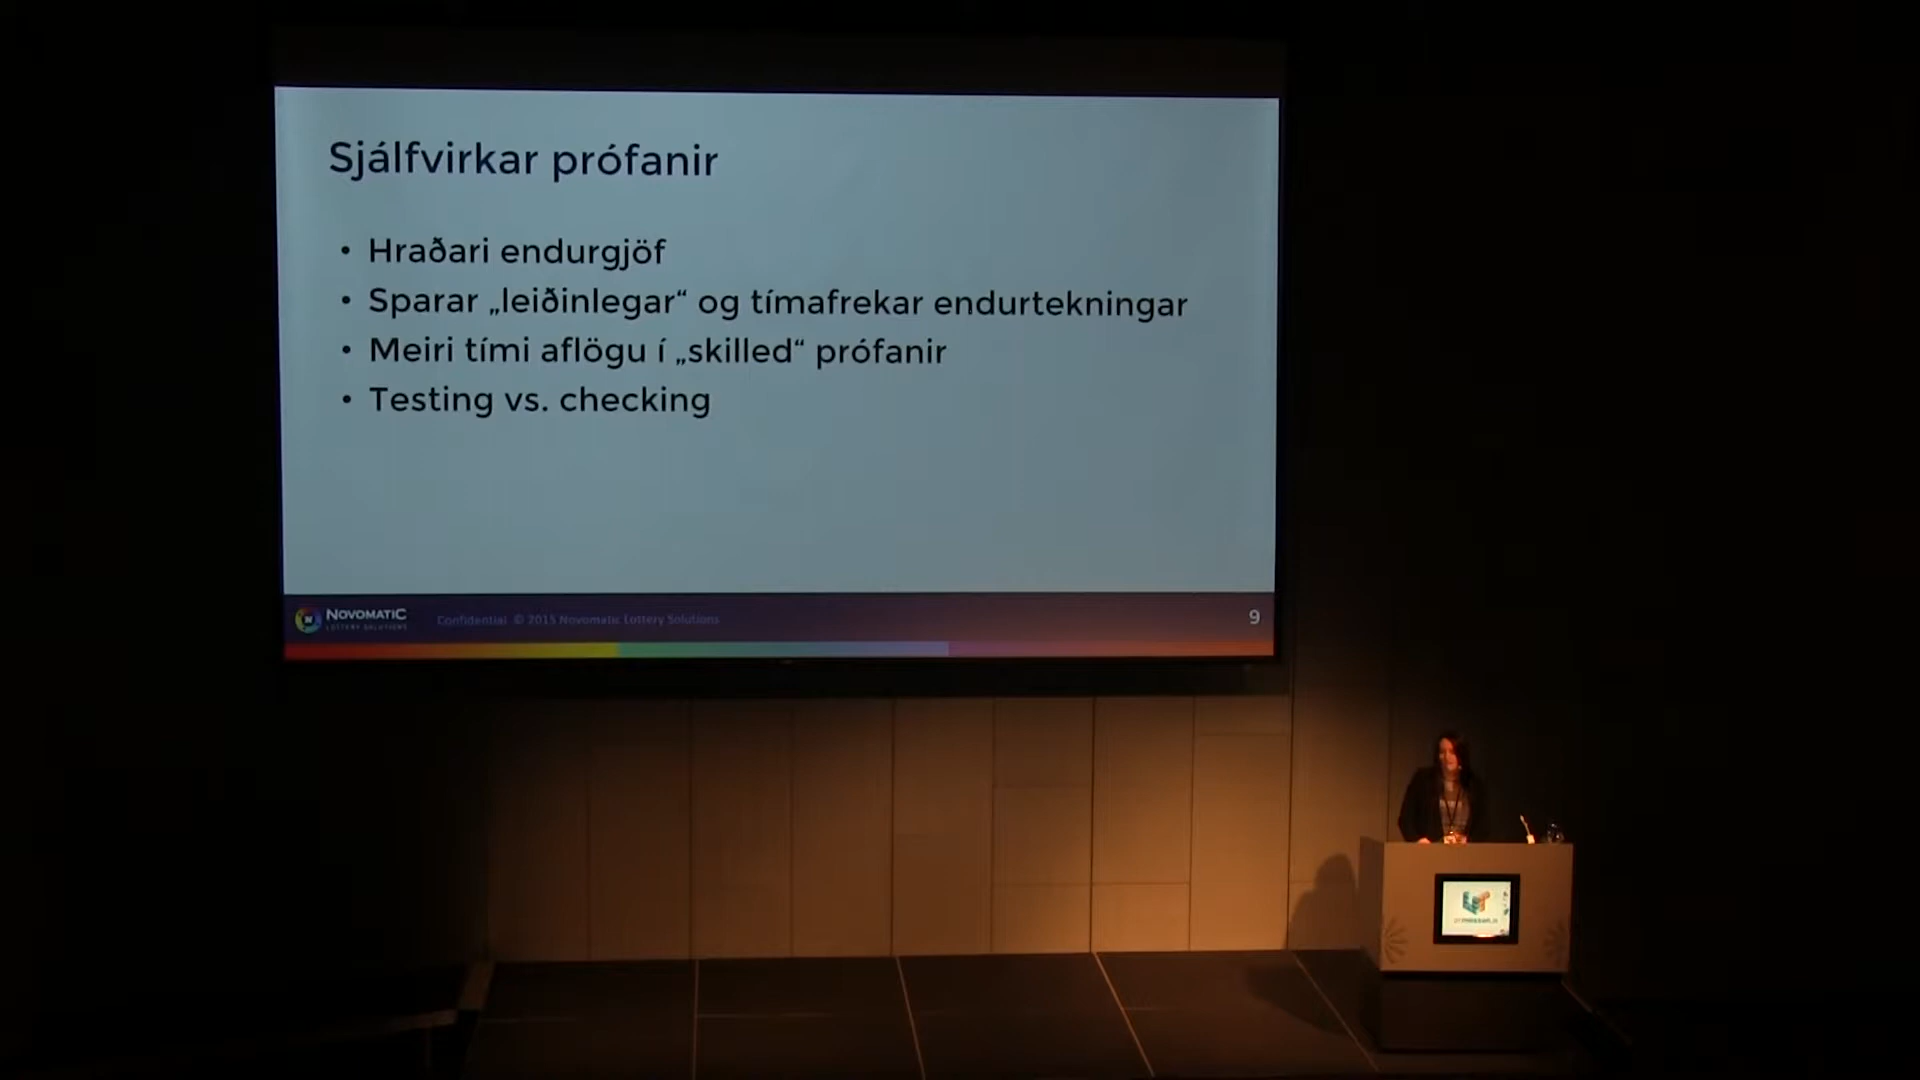 Sjálfvirkar prófanir
• Hraðari endurgjöf
• Sparar „leiðinlegar“ og tímafrekar endurtekningar
• Meiri tími aflögu í „skilled“ prófanir
• Testing vs. checking
NOVOMATIC
LOTTERY SOLUTIONS
Confidential © 2015 Novomatic Lottery Solutions
9